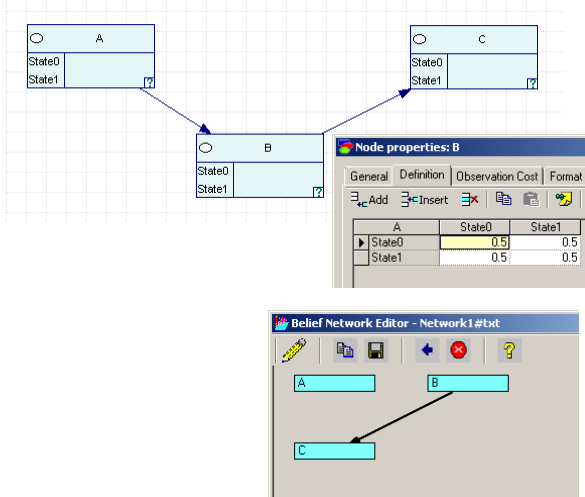 A
State0
State1
?
C
State0
State1
?
B
State0
State1
?
Node properties: B
General Definition Observation Cost Format
Add Insert
A State0 State1
State0 0.5 0.5
State1 0.5 0.5
Belief Network Editor - Network1#txt
?
A B
C